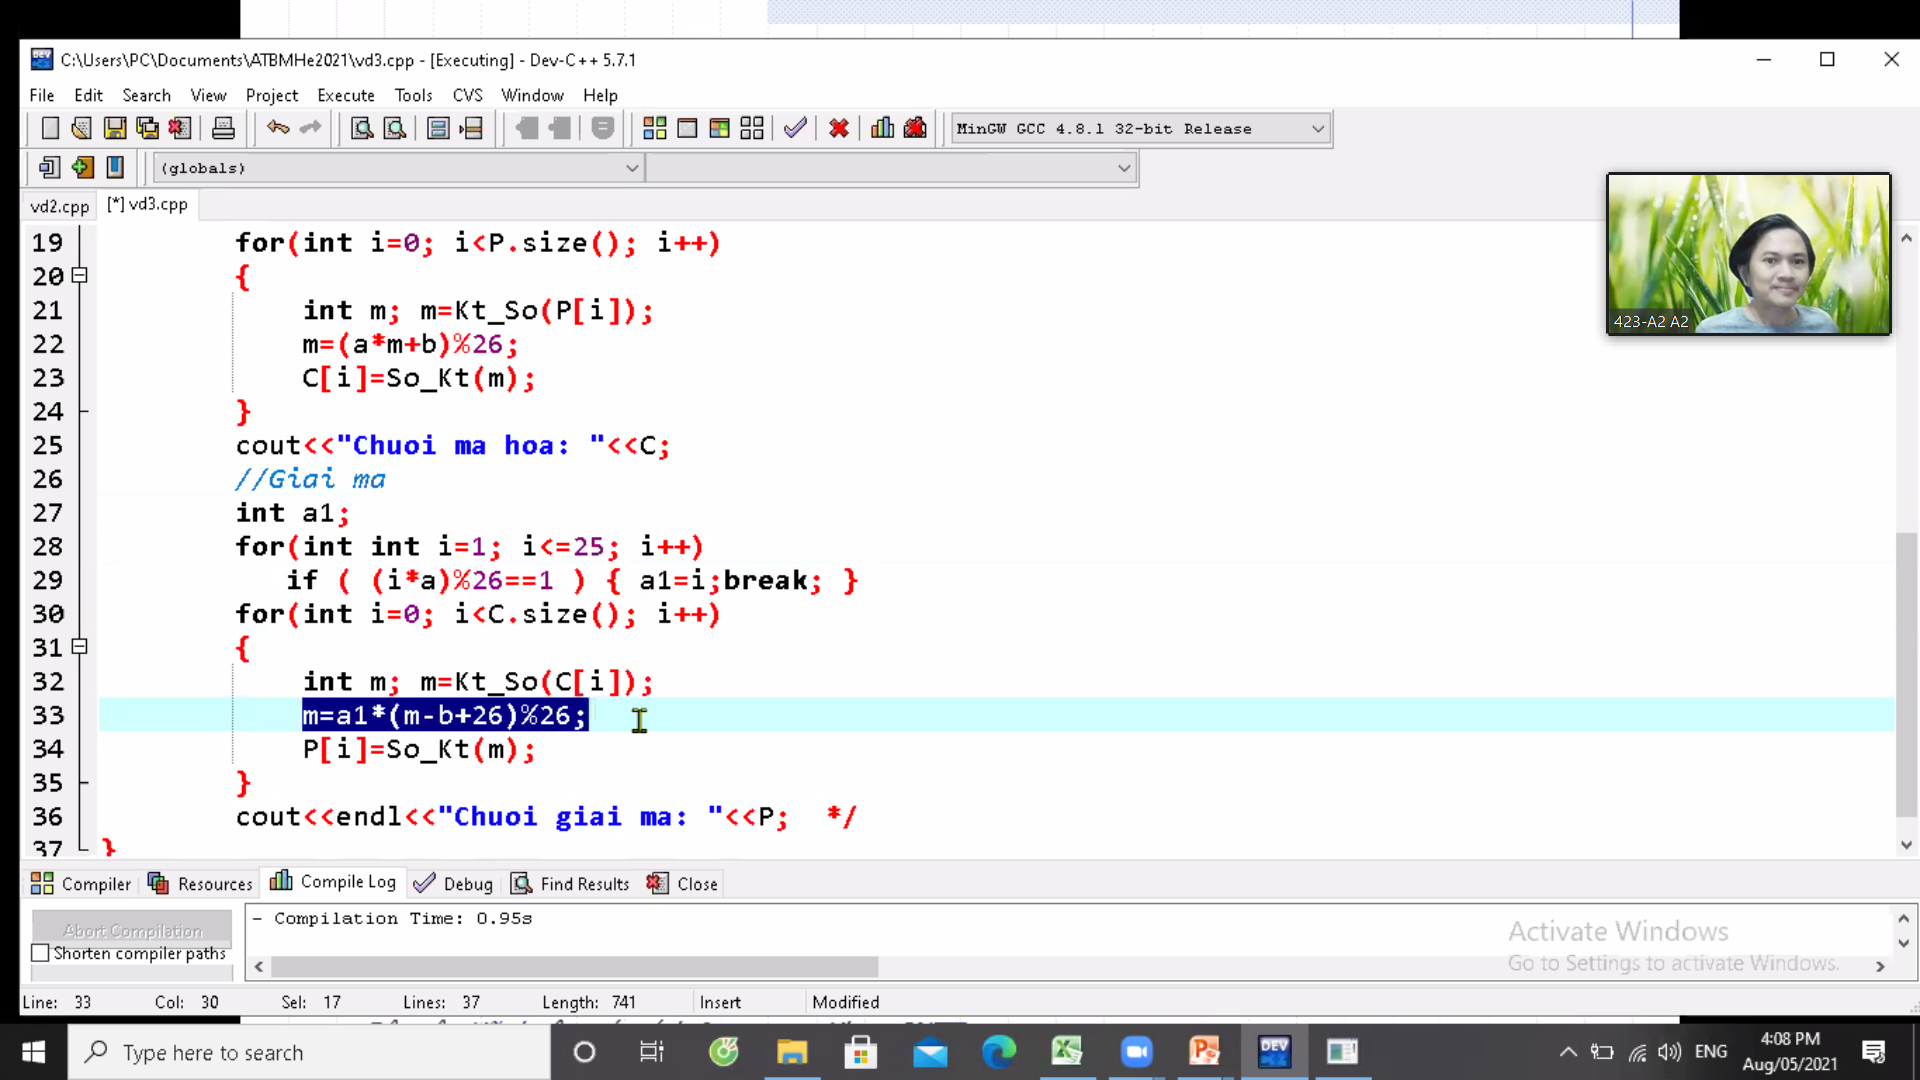 C:\Users\PC\Documents\ATBMHe2021\vd3.cpp - [Executing] - Dev-C++ 5.7.1
File Edit Search View Project Execute Tools CVS Window Help
MinGW GCC 4.8.1 32-bit Release
(globals)
vd2.cpp [*] vd3.cpp
19 for(int i=0; i<P.size(); i++)
20 {
21 int m; m=Kt_So(P[i]);
22 m=(a*m+b)%26;
23 C[i]=So_Kt(m);
24 }
25 cout<<"Chuoi ma hoa: "<<C;
26 //Giai ma
27 int a1;
28 for(int int i=1; i<=25; i++)
29 if ( (i*a)%26==1 ) { a1=i;break; }
30 for(int i=0; i<C.size(); i++)
31 {
32 int m; m=Kt_So(C[i]);
33 m=a1*(m-b+26)%26;
34 P[i]=So_Kt(m);
35 }
36 cout<<endl<<"Chuoi giai ma: "<<P; */
37 }
423-A2 A2
Compiler Resources Compile Log Debug Find Results Close
Abort Compilation
Shorten compiler paths
- Compilation Time: 0.95s
Activate Windows
Go to Settings to activate Windows.
Line: 33 Col: 30 Sel: 17 Lines: 37 Length: 741 Insert Modified
Type here to search
DEV
ENG
4:08 PM
Aug/05/2021